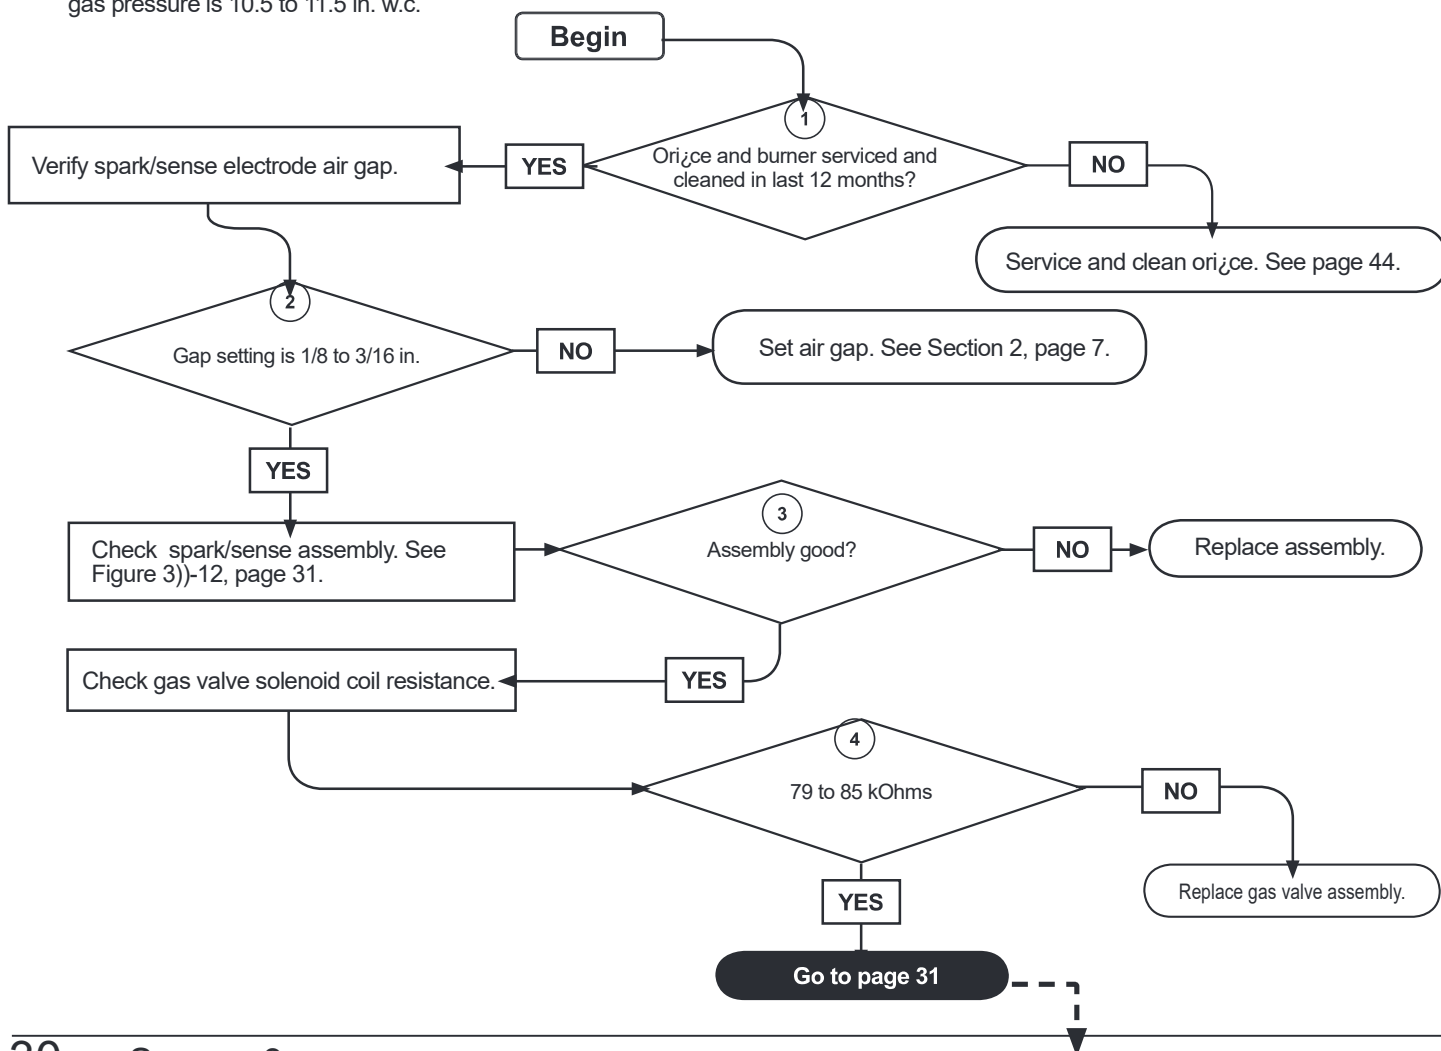 gas pressure is 10.5 to 11.5 in. w.c.
Begin
1
Ori¿ce and burner serviced and
cleaned in last 12 months?
YES
NO
Verify spark/sense electrode air gap.
Service and clean ori¿ce. See page 44.
2
Gap setting is 1/8 to 3/16 in.
NO
Set air gap. See Section 2, page 7.
YES
Check spark/sense assembly. See
Figure 3))-12, page 31.
3
Assembly good?
NO
Replace assembly.
YES
Check gas valve solenoid coil resistance.
4
79 to 85 kOhms
NO
Replace gas valve assembly.
YES
Go to page 31